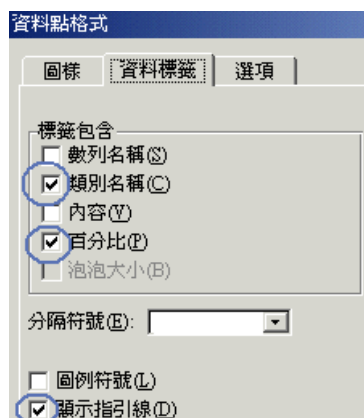 資料點格式
圖樣 資料標籤 選項
標籤包含
數列名稱(S)
類別名稱(C)
內容(V)
百分比(P)
泡泡大小(B)
分隔符號(E):
圖例符號(L)
顯示指引線(D)